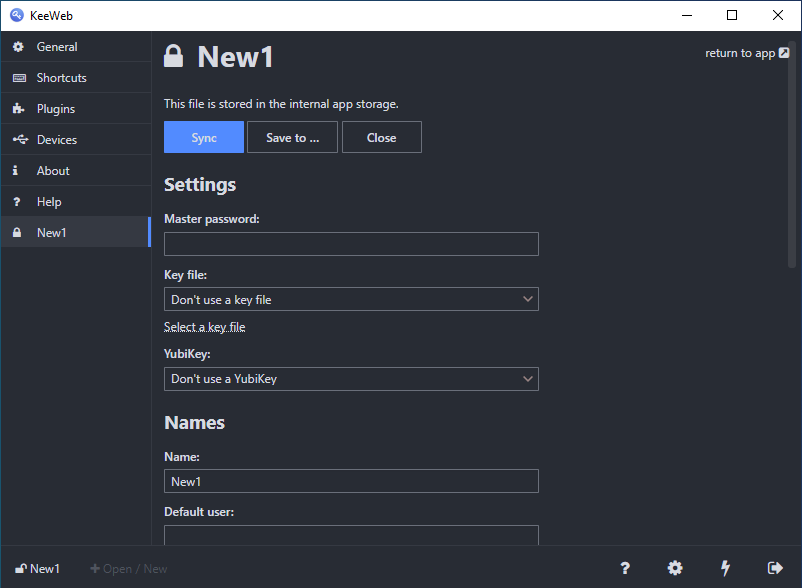 KeeWeb
General
Shortcuts
Plugins
Devices
About
Help
New1
New1
return to app
This file is stored in the internal app storage.
Sync
Save to ...
Close
Settings
Master password:
Key file:
Don't use a key file
Select a key file
YubiKey:
Don't use a YubiKey
Names
Name:
New1
Default user:
New1
Open / New